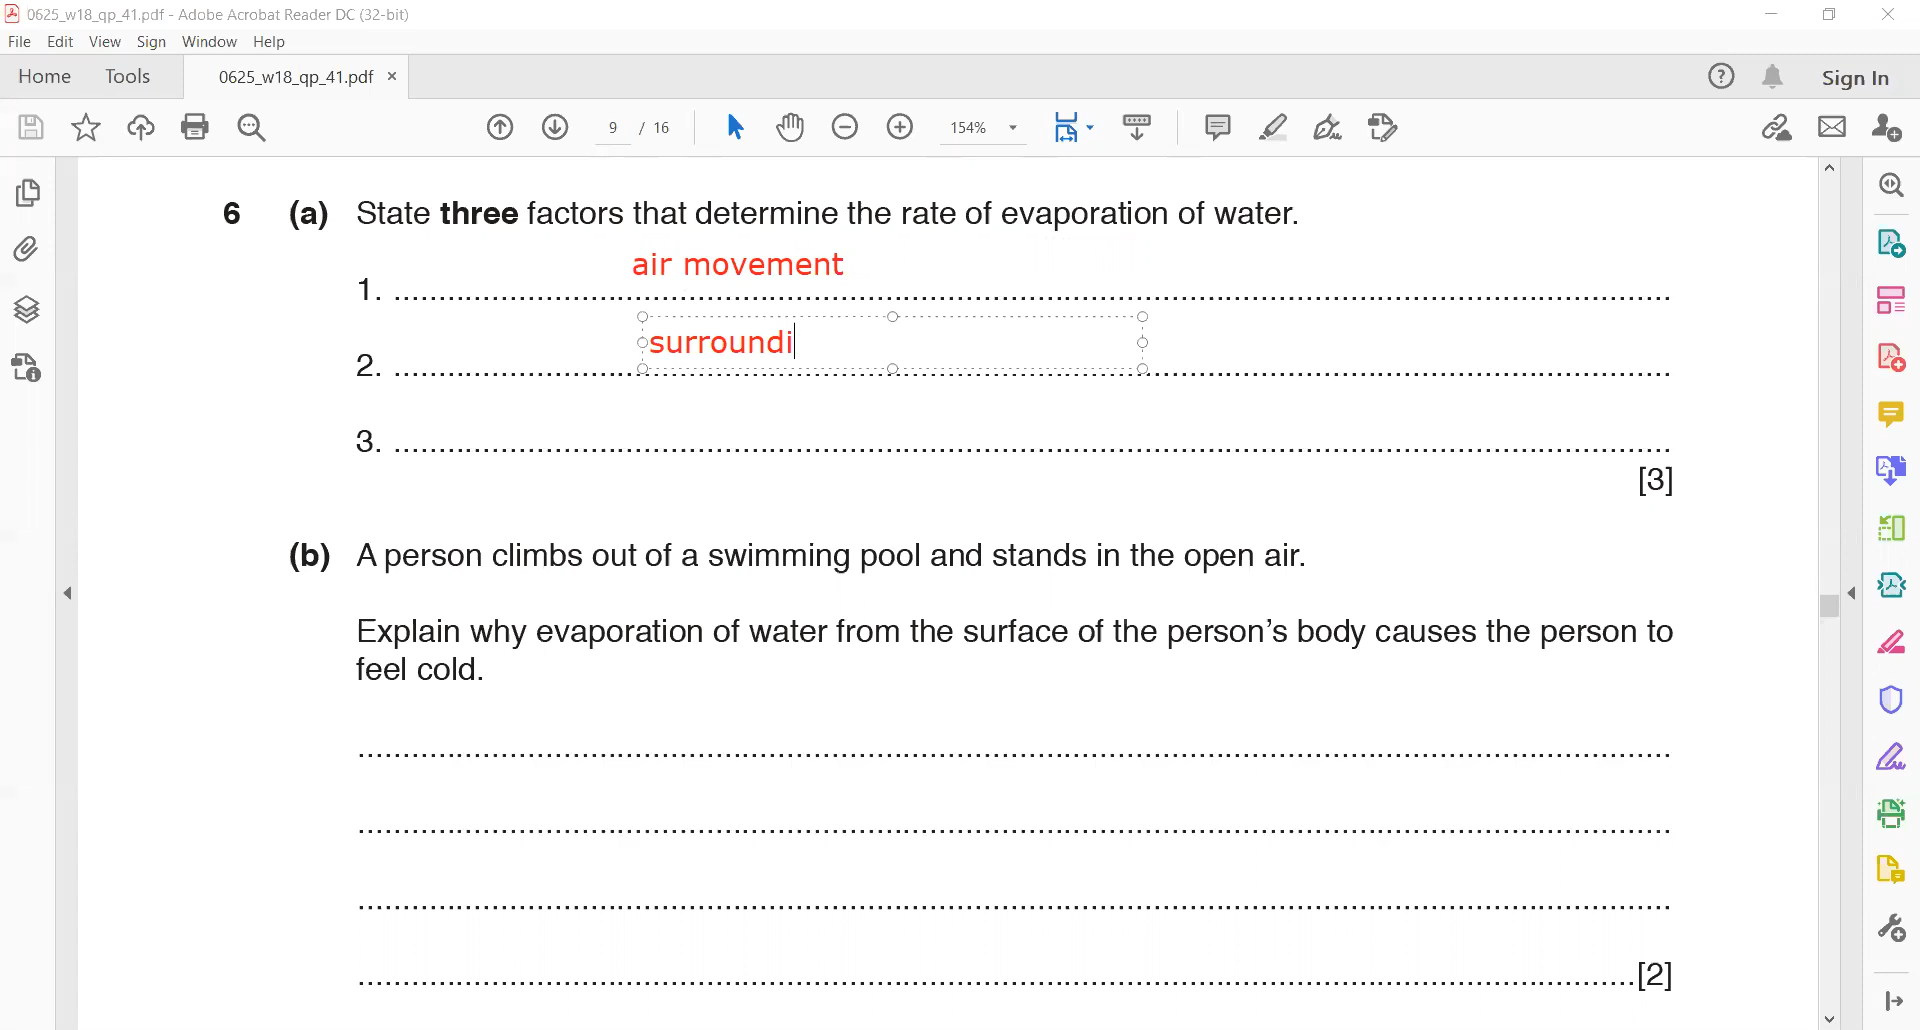 0625_w18_qp_41.pdf - Adobe Acrobat Reader DC (32-bit)
File Edit View Sign Window Help
Home Tools 0625_w18_qp_41.pdf × Sign In
9 / 16 154%
6 (a) State three factors that determine the rate of evaporation of water.
air movement
1. ........................................................................................................
surroundi
2. ........................................................................................................
3. ........................................................................................................
[3]
(b) A person climbs out of a swimming pool and stands in the open air.
Explain why evaporation of water from the surface of the person's body causes the person to
feel cold.
........................................................................................................
........................................................................................................
........................................................................................................
........................................................................................................[2]